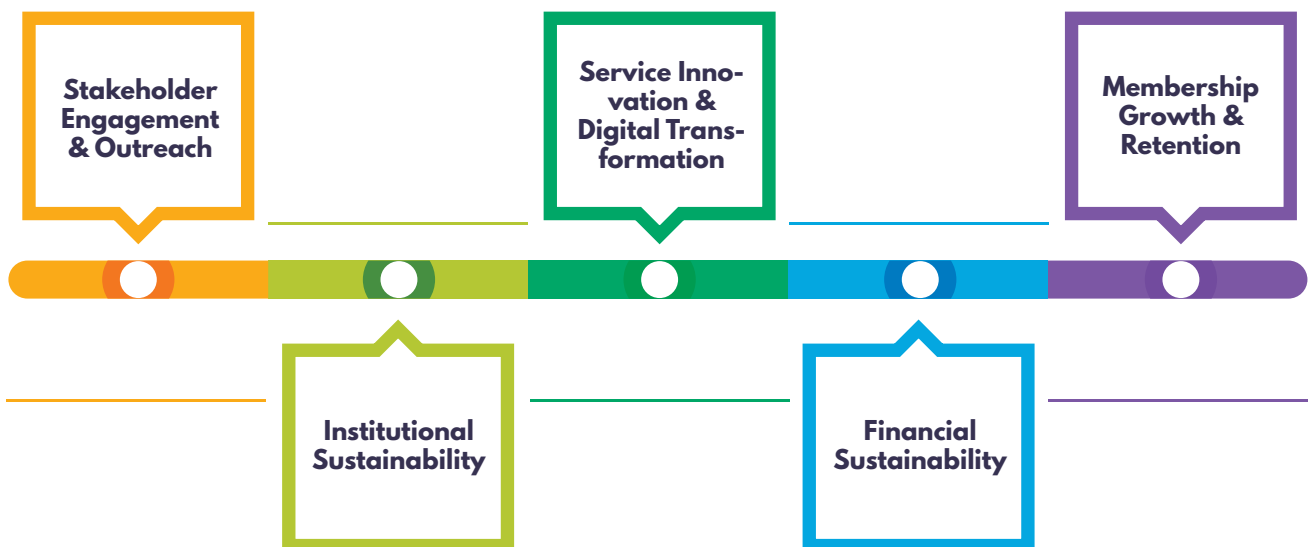 Stakeholder
Engagement
& Outreach
Institutional
Sustainability
Service Inno-
vation &
Digital Trans-
formation
Financial
Sustainability
Membership
Growth &
Retention